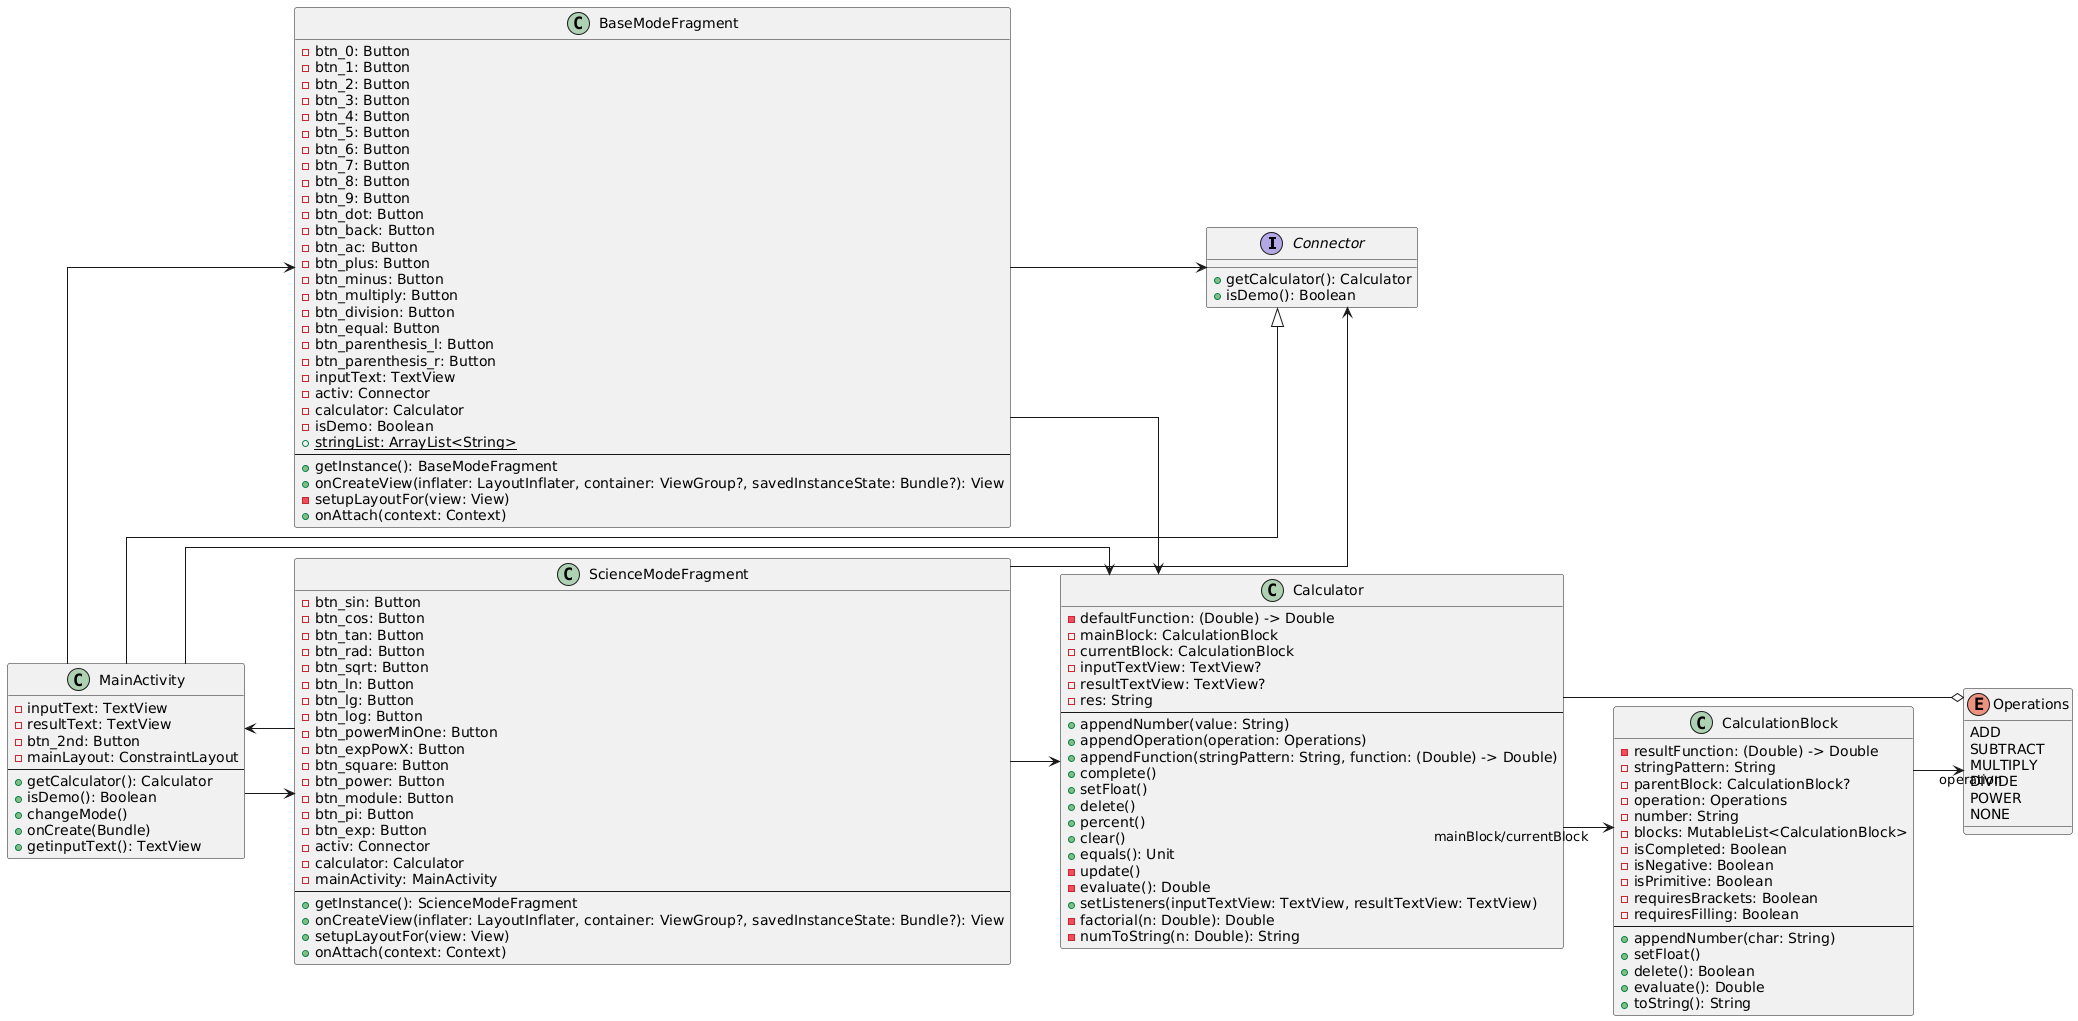 C BaseModeFragment
btn_0: Button
btn_1: Button
btn_2: Button
btn_3: Button
btn_4: Button
btn_5: Button
btn_6: Button
btn_7: Button
btn_8: Button
btn_9: Button
btn_dot: Button
btn_back: Button
btn_ac: Button
btn_plus: Button
btn_minus: Button
btn_multiply: Button
btn_division: Button
btn_equal: Button
btn_parenthesis_l: Button
btn_parenthesis_r: Button
inputText: TextView
activ: Connector
calculator: Calculator
isDemo: Boolean
stringList: ArrayList<String>
getInstance(): BaseModeFragment
onCreateView(inflater: LayoutInflater, container: ViewGroup?, savedInstanceState: Bundle?): View
setupLayoutFor(view: View)
onAttach(context: Context)
I Connector
getCalculator(): Calculator
isDemo(): Boolean
C MainActivity
inputText: TextView
resultText: TextView
btn_2nd: Button
mainLayout: ConstraintLayout
getCalculator(): Calculator
isDemo(): Boolean
changeMode()
onCreate(Bundle)
getinputText(): TextView
C ScienceModeFragment
btn_sin: Button
btn_cos: Button
btn_tan: Button
btn_rad: Button
btn_sqrt: Button
btn_ln: Button
btn_lg: Button
btn_log: Button
btn_powerMinOne: Button
btn_expPowX: Button
btn_square: Button
btn_power: Button
btn_module: Button
btn_pi: Button
btn_exp: Button
activ: Connector
calculator: Calculator
mainActivity: MainActivity
getInstance(): ScienceModeFragment
onCreateView(inflater: LayoutInflater, container: ViewGroup?, savedInstanceState: Bundle?): View
setupLayoutFor(view: View)
onAttach(context: Context)
C Calculator
defaultFunction: (Double) -> Double
mainBlock: CalculationBlock
currentBlock: CalculationBlock
inputTextView: TextView?
resultTextView: TextView?
res: String
appendNumber(value: String)
appendOperation(operation: Operations)
appendFunction(stringPattern: String, function: (Double) -> Double)
complete()
setFloat()
delete()
percent()
clear()
equals(): Unit
update()
evaluate(): Double
setListeners(inputTextView: TextView, resultTextView: TextView)
factorial(n: Double): Double
numToString(n: Double): String
mainBlock/currentBlock
C CalculationBlock
resultFunction: (Double) -> Double
stringPattern: String
parentBlock: CalculationBlock?
operation: Operations
number: String
blocks: MutableList<CalculationBlock>
isCompleted: Boolean
isNegative: Boolean
isPrimitive: Boolean
requiresBrackets: Boolean
requiresFilling: Boolean
appendNumber(char: String)
setFloat()
delete(): Boolean
evaluate(): Double
toString(): String
operation
E Operations
ADD
SUBTRACT
MULTIPLY
DIVIDE
POWER
NONE